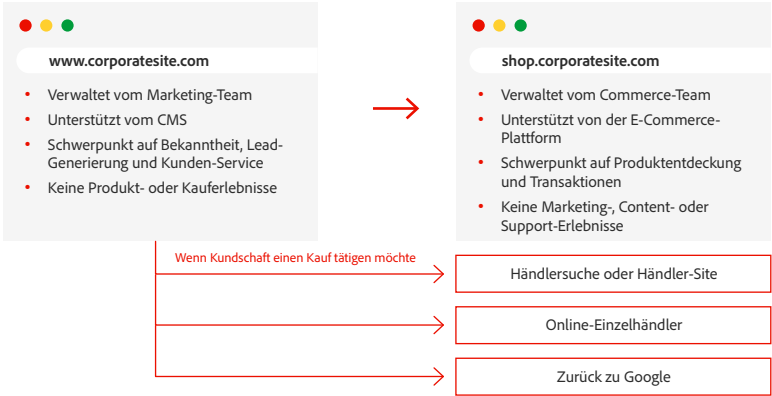 www.corporatesite.com
• Verwaltet vom Marketing-Team
• Unterstützt vom CMS
• Schwerpunkt auf Bekanntheit, Lead-
Generierung und Kunden-Service
• Keine Produkt- oder Kauferlebnisse
shop.corporatesite.com
• Verwaltet vom Commerce-Team
• Unterstützt von der E-Commerce-
Plattform
• Schwerpunkt auf Produktentdeckung
und Transaktionen
• Keine Marketing-, Content- oder
Support-Erlebnisse
Wenn Kundschaft einen Kauf tätigen möchte
Händlersuche oder Händler-Site
Online-Einzelhändler
Zurück zu Google